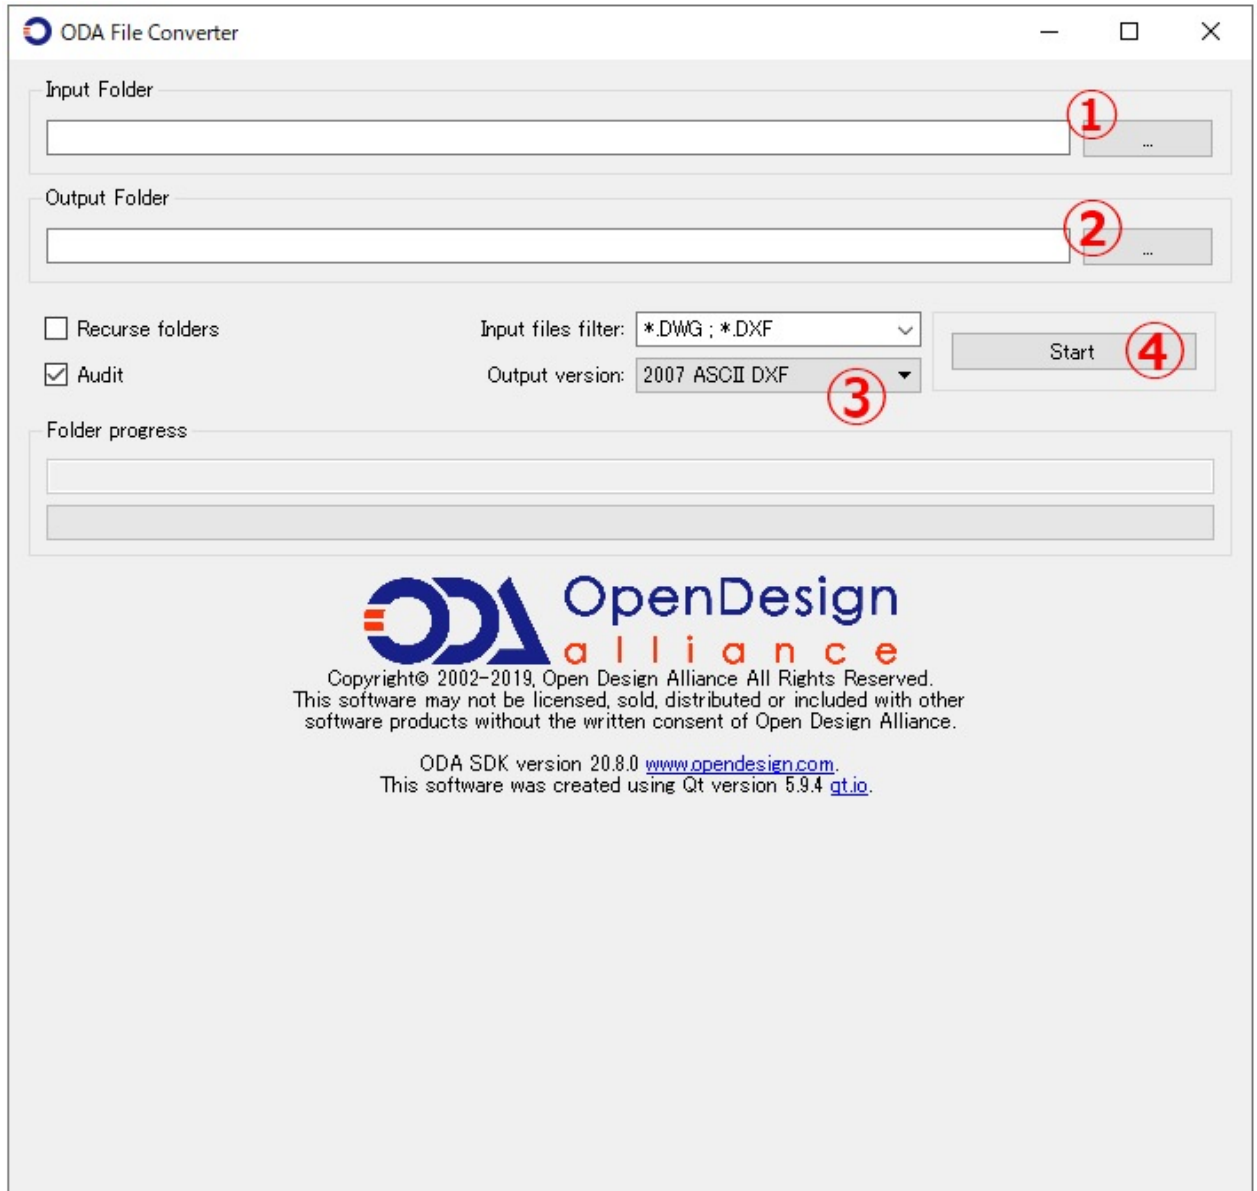 ODA File Converter
Input Folder
①
...
Output Folder
②
...
Recurse folders
Input files filter: *.DWG ; *.DXF
Start ④
Audit
Output version: 2007 ASCII DXF
③
Folder progress
ODA OpenDesign
alliance
Copyright© 2002-2019, Open Design Alliance All Rights Reserved.
This software may not be licensed, sold, distributed or included with other
software products without the written consent of Open Design Alliance.
ODA SDK version 20.8.0 www.opendesign.com.
This software was created using Qt version 5.9.4 qt.io.